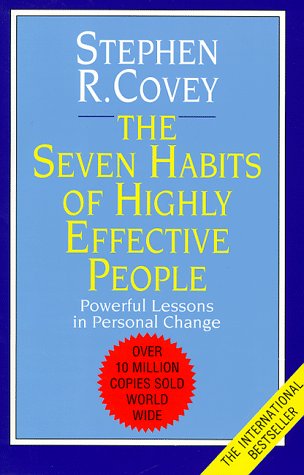 STEPHEN
R. COVEY
THE
SEVEN HABITS
OF HIGHLY
EFFECTIVE
PEOPLE
Powerful Lessons
in Personal Change
OVER
10 MILLION
COPIES SOLD
WORLD
WIDE
THE INTERNATIONAL
BESTSELLER